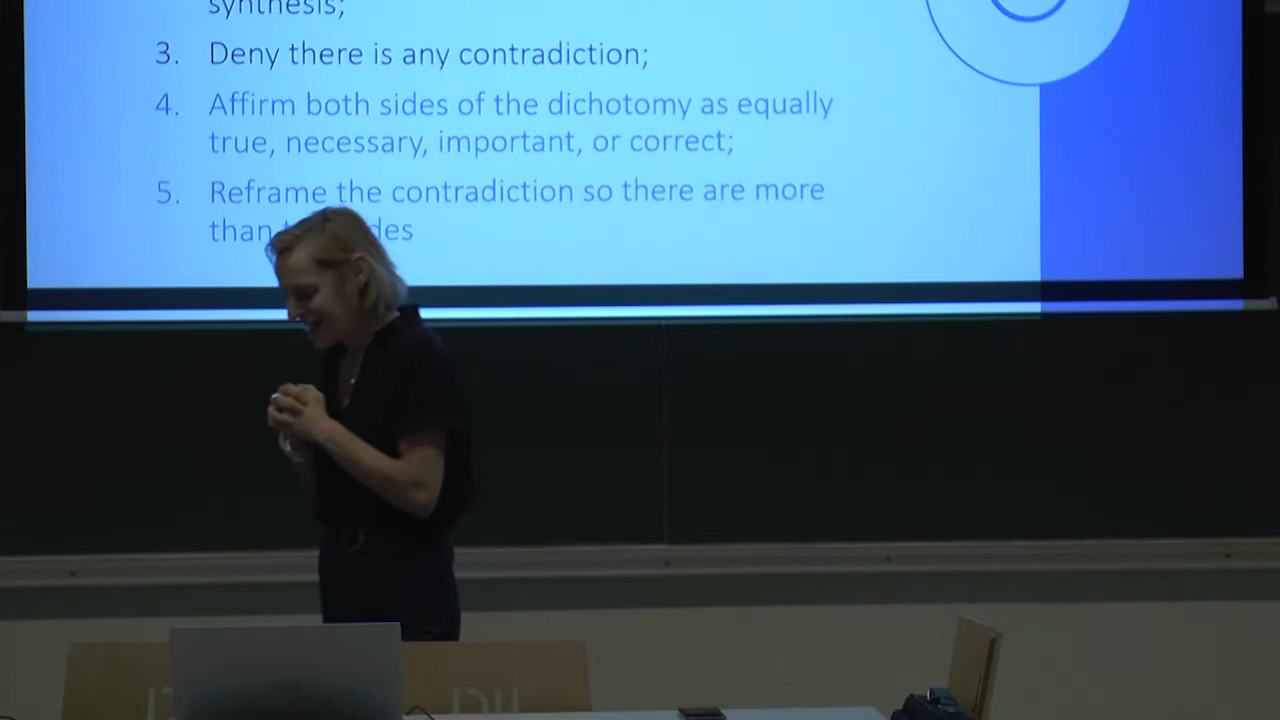 synthesis;
3. Deny there is any contradiction;
4. Affirm both sides of the dichotomy as equally
true, necessary, important, or correct;
5. Reframe the contradiction so there are more
than des